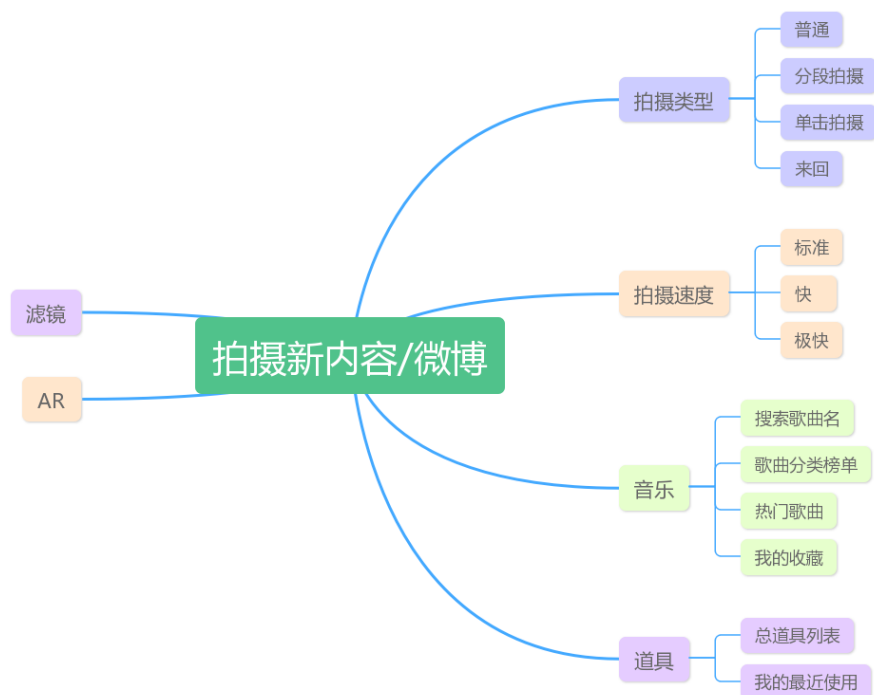 拍摄新内容/微博
拍摄类型
普通
分段拍摄
单击拍摄
来回
拍摄速度
标准
快
极快
音乐
搜索歌曲名
歌曲分类榜单
热门歌曲
我的收藏
道具
总道具列表
我的最近使用
滤镜
AR